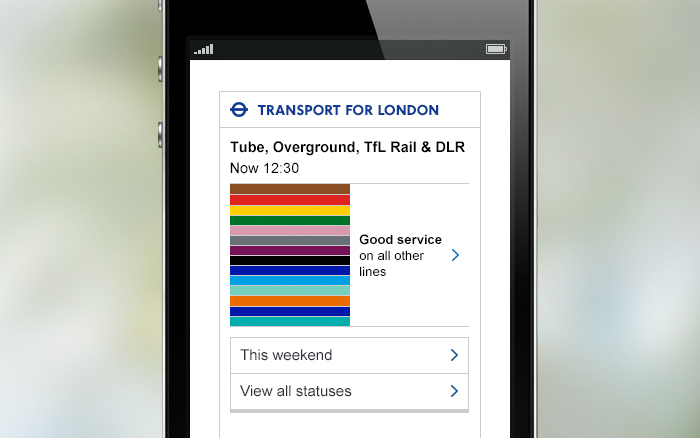 TRANSPORT FOR LONDON
Tube, Overground, TfL Rail & DLR
Now 12:30
Good service
on all other
lines
This weekend
View all statuses